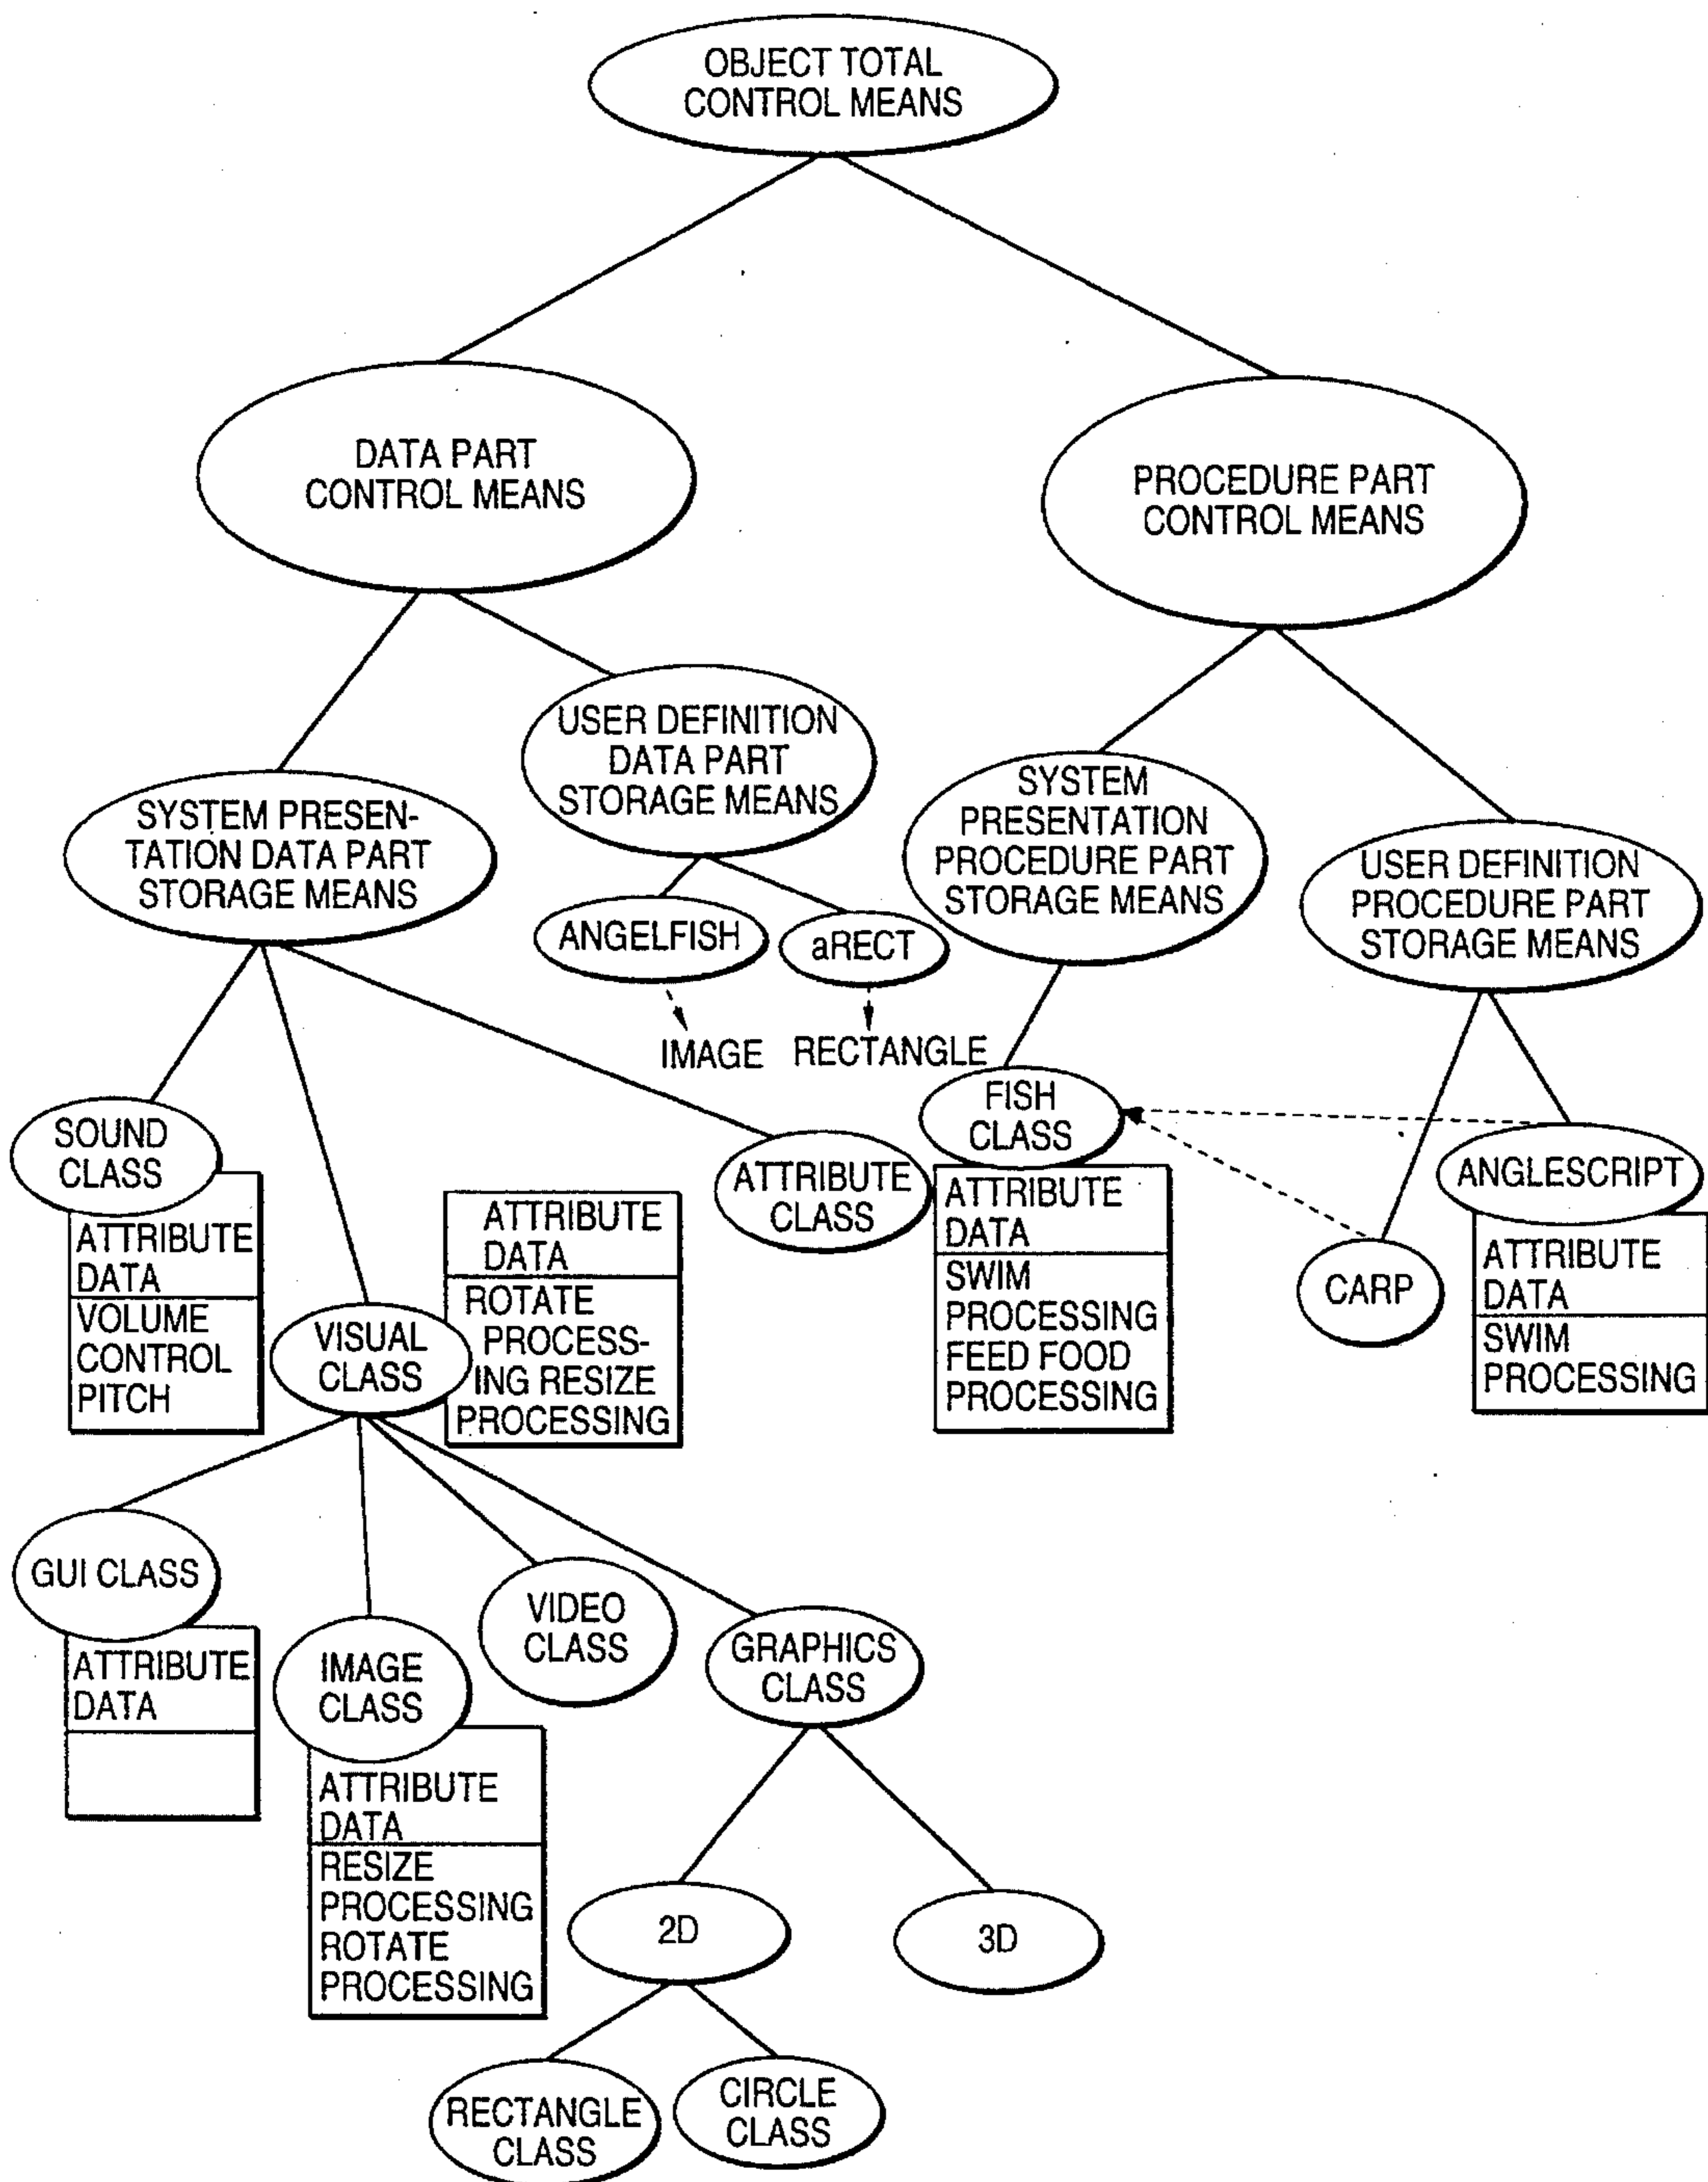 OBJECT TOTAL
CONTROL MEANS
DATA PART
CONTROL MEANS
PROCEDURE PART
CONTROL MEANS
USER DEFINITION
DATA PART
STORAGE MEANS
SYSTEM PRESEN-
TATION DATA PART
STORAGE MEANS
SYSTEM
PRESENTATION
PROCEDURE PART
STORAGE MEANS
USER DEFINITION
PROCEDURE PART
STORAGE MEANS
ANGELFISH
aRECT
IMAGE
RECTANGLE
SOUND
CLASS
ATTRIBUTE
DATA
VOLUME
CONTROL
PITCH
VISUAL
CLASS
ATTRIBUTE
DATA
ROTATE
PROCESS-
ING RESIZE
PROCESSING
ATTRIBUTE
CLASS
FISH
CLASS
ATTRIBUTE
DATA
SWIM
PROCESSING
FEED FOOD
PROCESSING
CARP
ANGLESCRIPT
ATTRIBUTE
DATA
SWIM
PROCESSING
GUI CLASS
ATTRIBUTE
DATA
IMAGE
CLASS
ATTRIBUTE
DATA
RESIZE
PROCESSING
ROTATE
PROCESSING
VIDEO
CLASS
GRAPHICS
CLASS
2D
3D
RECTANGLE
CLASS
CIRCLE
CLASS